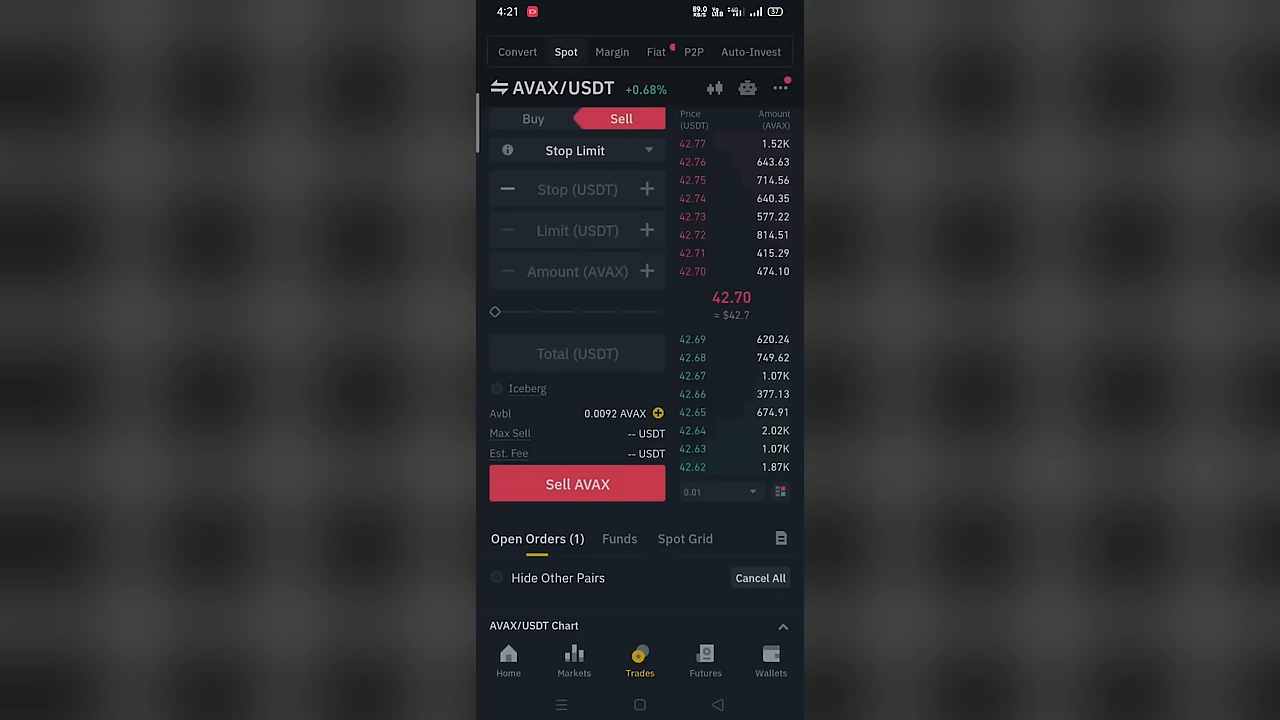 4:21
89.0 KB/S 4G 37
Convert Spot Margin Fiat P2P Auto-Invest
AVAX/USDT +0.68%
Buy Sell
Stop Limit
Stop (USDT)
Limit (USDT)
Amount (AVAX)
Total (USDT)
Iceberg
Avbl 0.0092 AVAX
Max Sell -- USDT
Est. Fee -- USDT
Sell AVAX
Price Amount
(USDT) (AVAX)
42.77 1.52K
42.76 643.63
42.75 714.56
42.74 640.35
42.73 577.22
42.72 814.51
42.71 415.29
42.70 474.10
42.70
≈ $42.7
42.69 620.24
42.68 749.62
42.67 1.07K
42.66 377.13
42.65 674.91
42.64 2.02K
42.63 1.07K
42.62 1.87K
0.01
Open Orders (1) Funds Spot Grid
Hide Other Pairs Cancel All
AVAX/USDT Chart
Home Markets Trades Futures Wallets